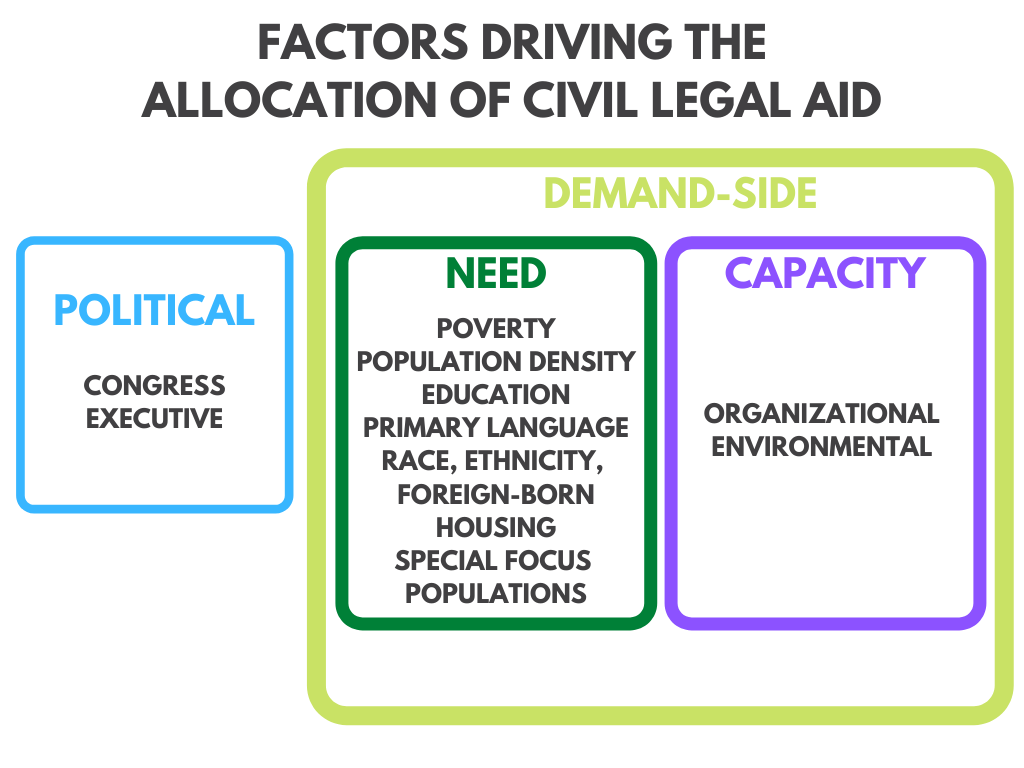 FACTORS DRIVING THE
ALLOCATION OF CIVIL LEGAL AID
DEMAND-SIDE
POLITICAL
CONGRESS
EXECUTIVE
NEED
POVERTY
POPULATION DENSITY
EDUCATION
PRIMARY LANGUAGE
RACE, ETHNICITY,
FOREIGN-BORN
HOUSING
SPECIAL FOCUS
POPULATIONS
CAPACITY
ORGANIZATIONAL
ENVIRONMENTAL